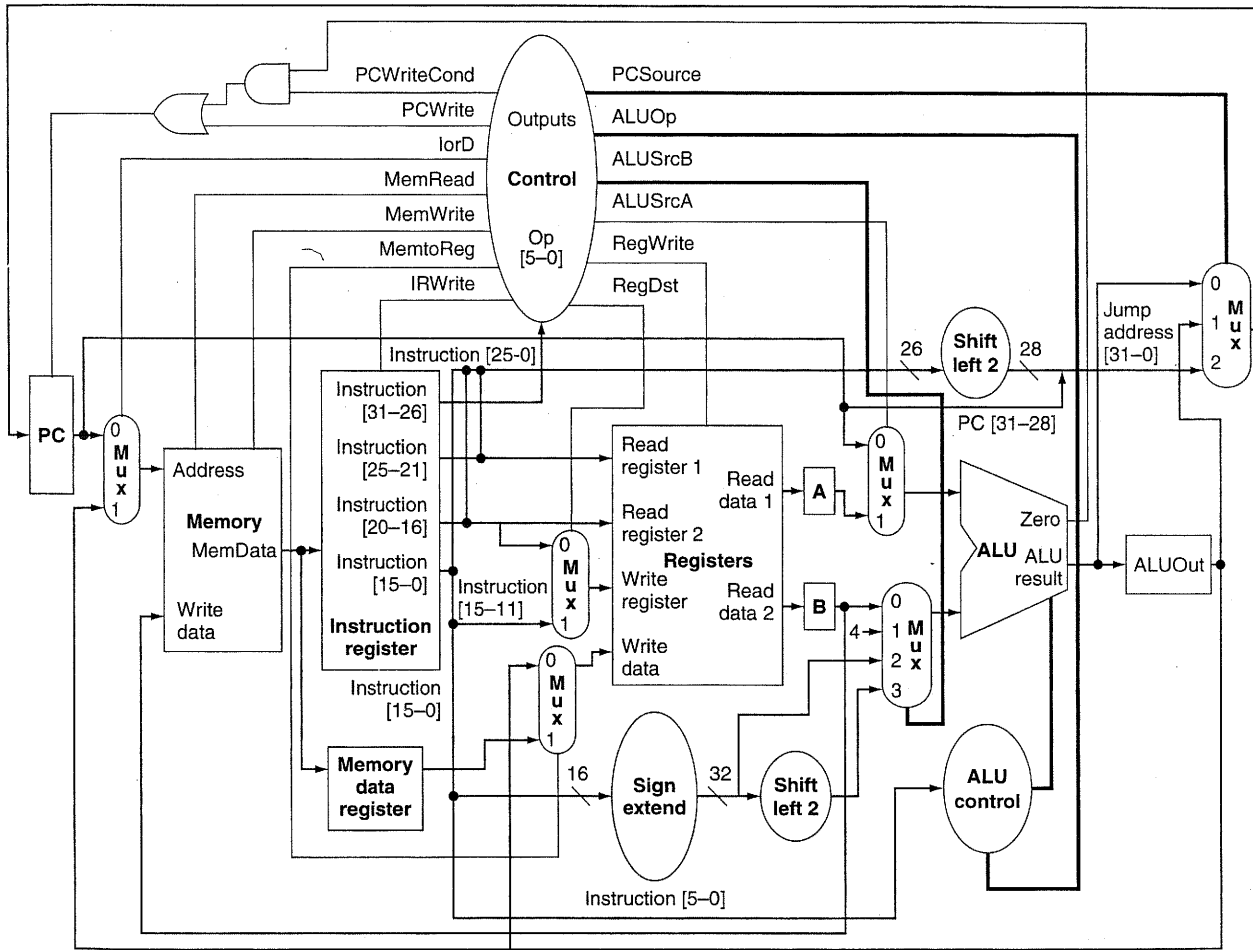 PCWriteCond
PCWrite
IorD
MemRead
MemWrite
MemtoReg
IRWrite
Outputs
Control
Op
[5–0]
PCSource
ALUOp
ALUSrcB
ALUSrcA
RegWrite
RegDst
Instruction [25-0]
26
Shift
left 2
28
Jump
address
[31–0]
0
1
2
M
u
x
PC [31–28]
PC
0
M
u
x
1
Address
Memory
MemData
Write
data
Instruction
[31–26]
Instruction
[25–21]
Instruction
[20–16]
Instruction
[15–0]
Instruction
register
Instruction
[15–11]
0
M
u
x
1
Instruction
[15–0]
0
M
u
x
1
Memory
data
register
Read
register 1
Read
register 2
Registers
Write
register
Write
data
Read
data 1
Read
data 2
A
B
0
M
u
x
1
4
0
1
2
3
M
u
x
Zero
ALU
ALU
result
ALUOut
16
Sign
extend
32
Shift
left 2
ALU
control
Instruction [5–0]